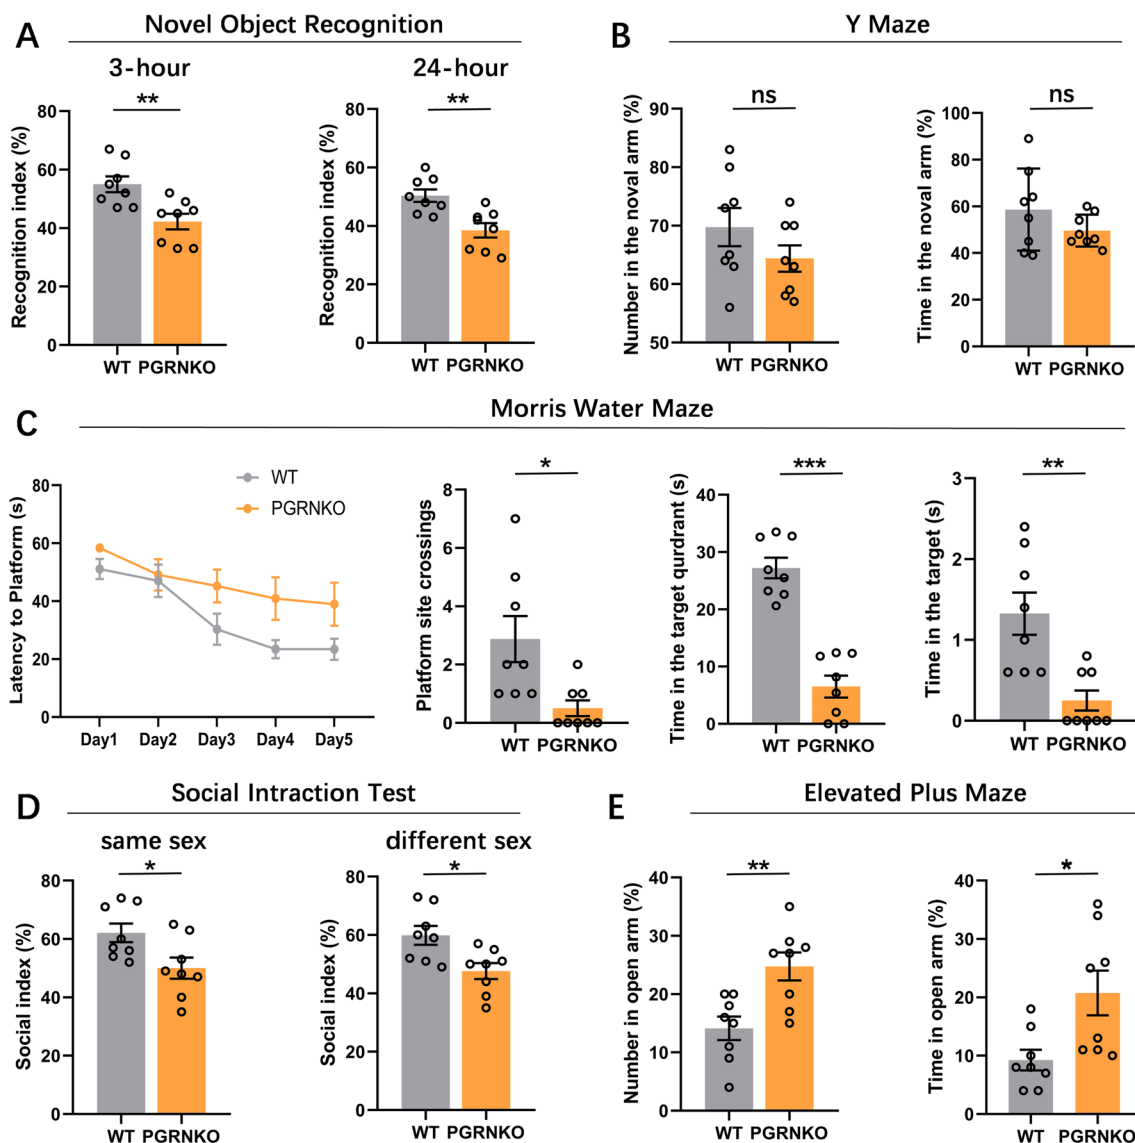 A
Novel Object Recognition
3-hour
24-hour
**
**
Recognition index (%)
80
60
40
20
0
WT PGRNKO
Recognition index (%)
80
60
40
20
0
WT PGRNKO
B
Y Maze
ns
ns
Number in the noval arm (%)
90
80
70
60
50
WT PGRNKO
Time in the noval arm (%)
100
80
60
40
20
0
WT PGRNKO
C
Morris Water Maze
WT
PGRNKO
Latency to Platform (s)
80
60
40
20
0
Day1 Day2 Day3 Day4 Day5
*
Platform site crossings
8
6
4
2
0
WT PGRNKO
***
Time in the target qurdrant (s)
40
30
20
10
0
WT PGRNKO
**
Time in the target (s)
3
2
1
0
WT PGRNKO
D
Social Intraction Test
same sex
different sex
*
*
Social index (%)
80
60
40
20
0
WT PGRNKO
Social index (%)
80
60
40
20
0
WT PGRNKO
E
Elevated Plus Maze
**
*
Number in open arm (%)
40
30
20
10
0
WT PGRNKO
Time in open arm (%)
40
30
20
10
0
WT PGRNKO